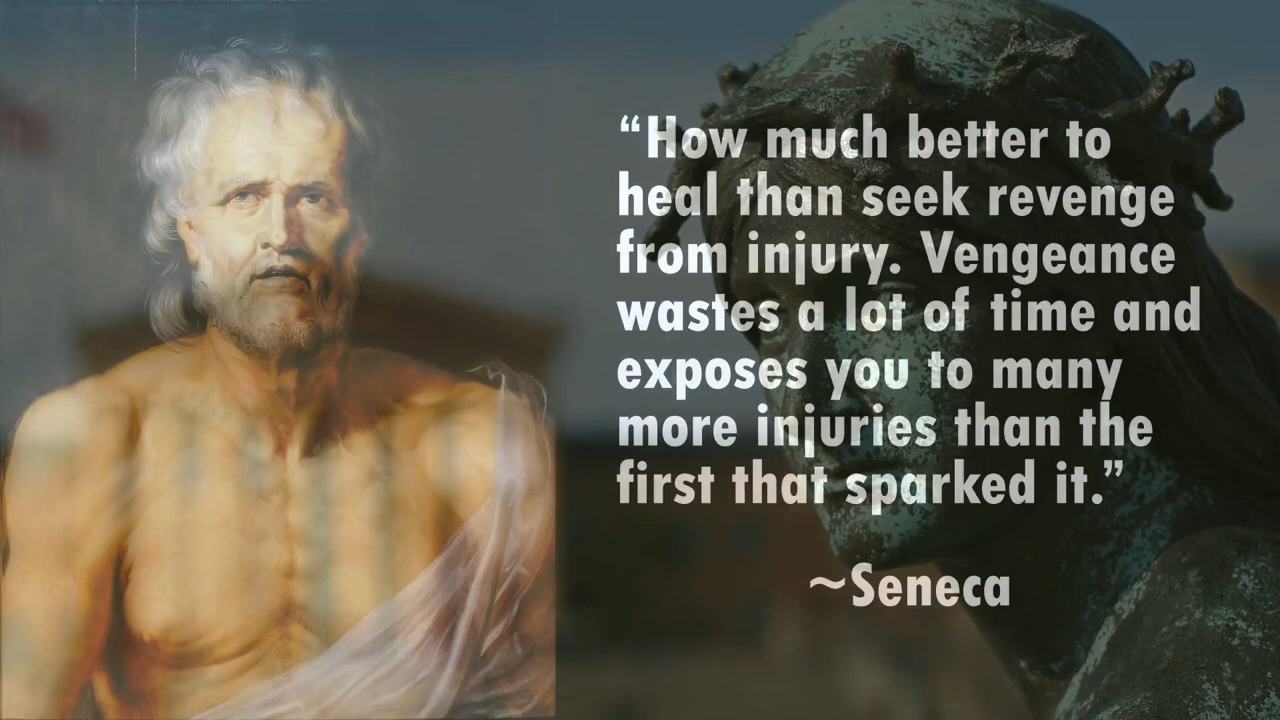 “How much better to
heal than seek revenge
from injury. Vengeance
wastes a lot of time and
exposes you to many
more injuries than the
first that sparked it.”
~Seneca